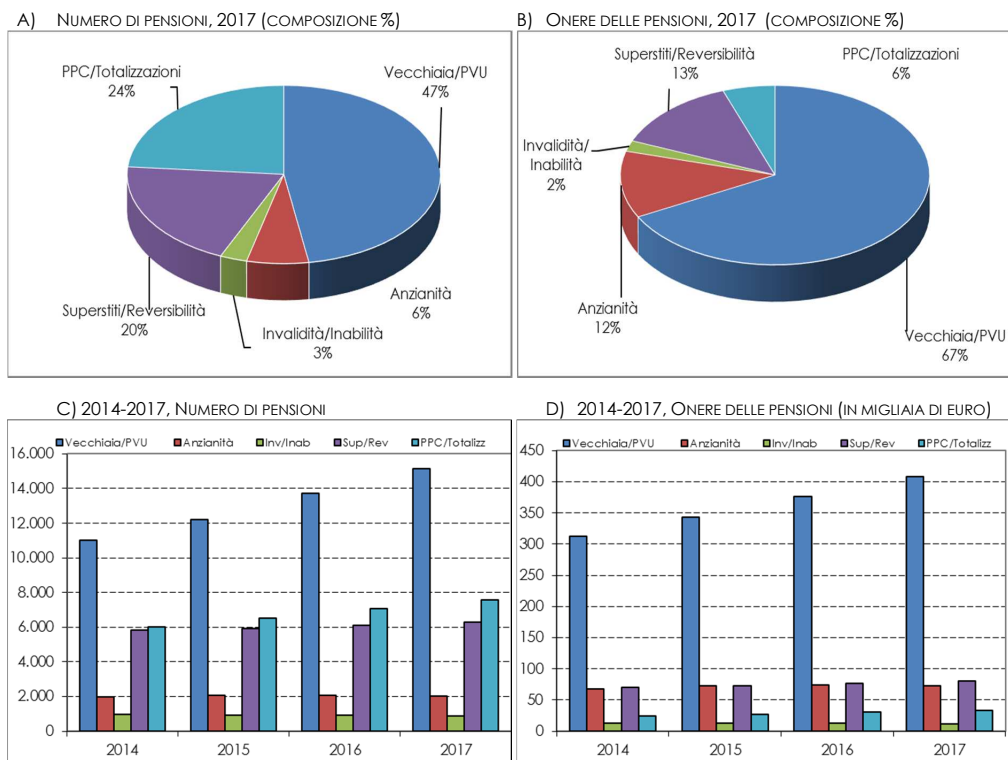 A) NUMERO DI PENSIONI, 2017 (COMPOSIZIONE %)
PPC/Totalizzazioni
24%
Vecchiaia/PVU
47%
Superstiti/Reversibilità
20%
Invalidità/Inabilità
3%
Anzianità
6%
B) ONERE DELLE PENSIONI, 2017 (COMPOSIZIONE %)
Superstiti/Reversibilità
13%
PPC/Totalizzazioni
6%
Invalidità/
Inabilità
2%
Anzianità
12%
Vecchiaia/PVU
67%
C) 2014-2017, NUMERO DI PENSIONI
Vecchiaia/PVU Anzianità Inv/Inab Sup/Rev PPC/Totalizz
16.000
14.000
12.000
10.000
8.000
6.000
4.000
2.000
0
2014 2015 2016 2017
D) 2014-2017, ONERE DELLE PENSIONI (IN MIGLIAIA DI EURO)
Vecchiaia/PVU Anzianità Inv/Inab Sup/Rev PPC/Totalizz
450
400
350
300
250
200
150
100
50
0
2014 2015 2016 2017